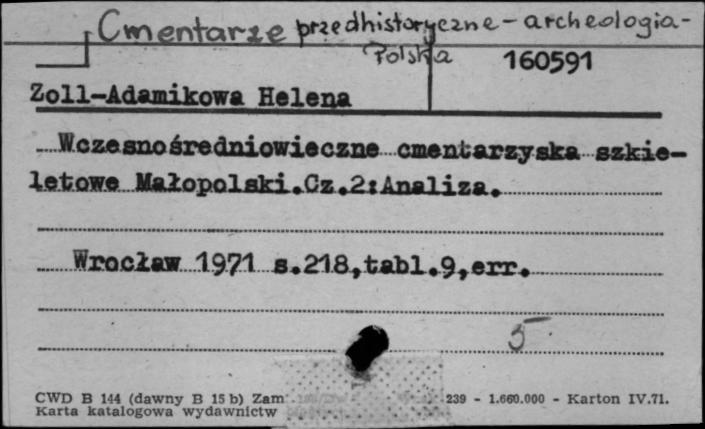 Cmentarze przedhistoryczne - archeologia -
Polska
160591
Zoll-Adamikowa Helena
Wczesnośredniowieczne cmentarzyska szkie-
letowe Małopolski.Cz.2:Analiza.
Wrocław 1971 s.218,tabl.9,err.
CWD B 144 (dawny B 15 b) Zam 239 - 1.660.000 - Karton IV.71.
Karta katalogowa wydawnictw